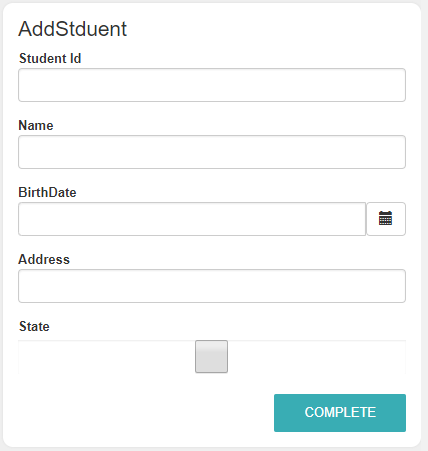 AddStduent
Student Id
Name
BirthDate
Address
State
COMPLETE